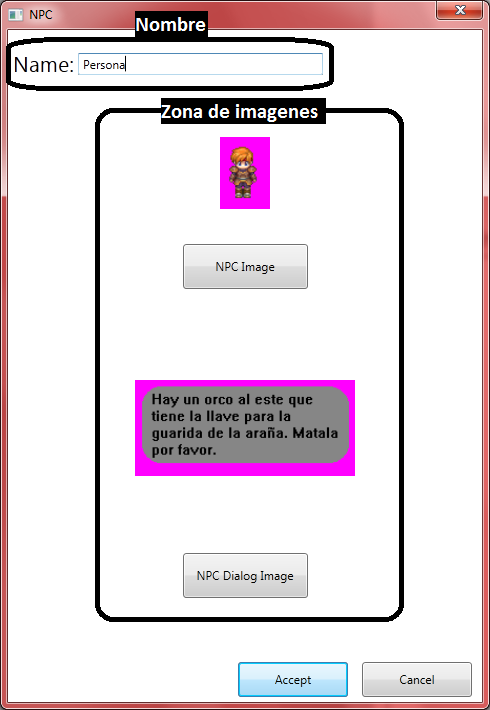 NPC
Nombre
Name: Persona
Zona de imagenes
NPC Image
Hay un orco al este que
tiene la llave para la
guarida de la araña. Matala
por favor.
NPC Dialog Image
Accept
Cancel